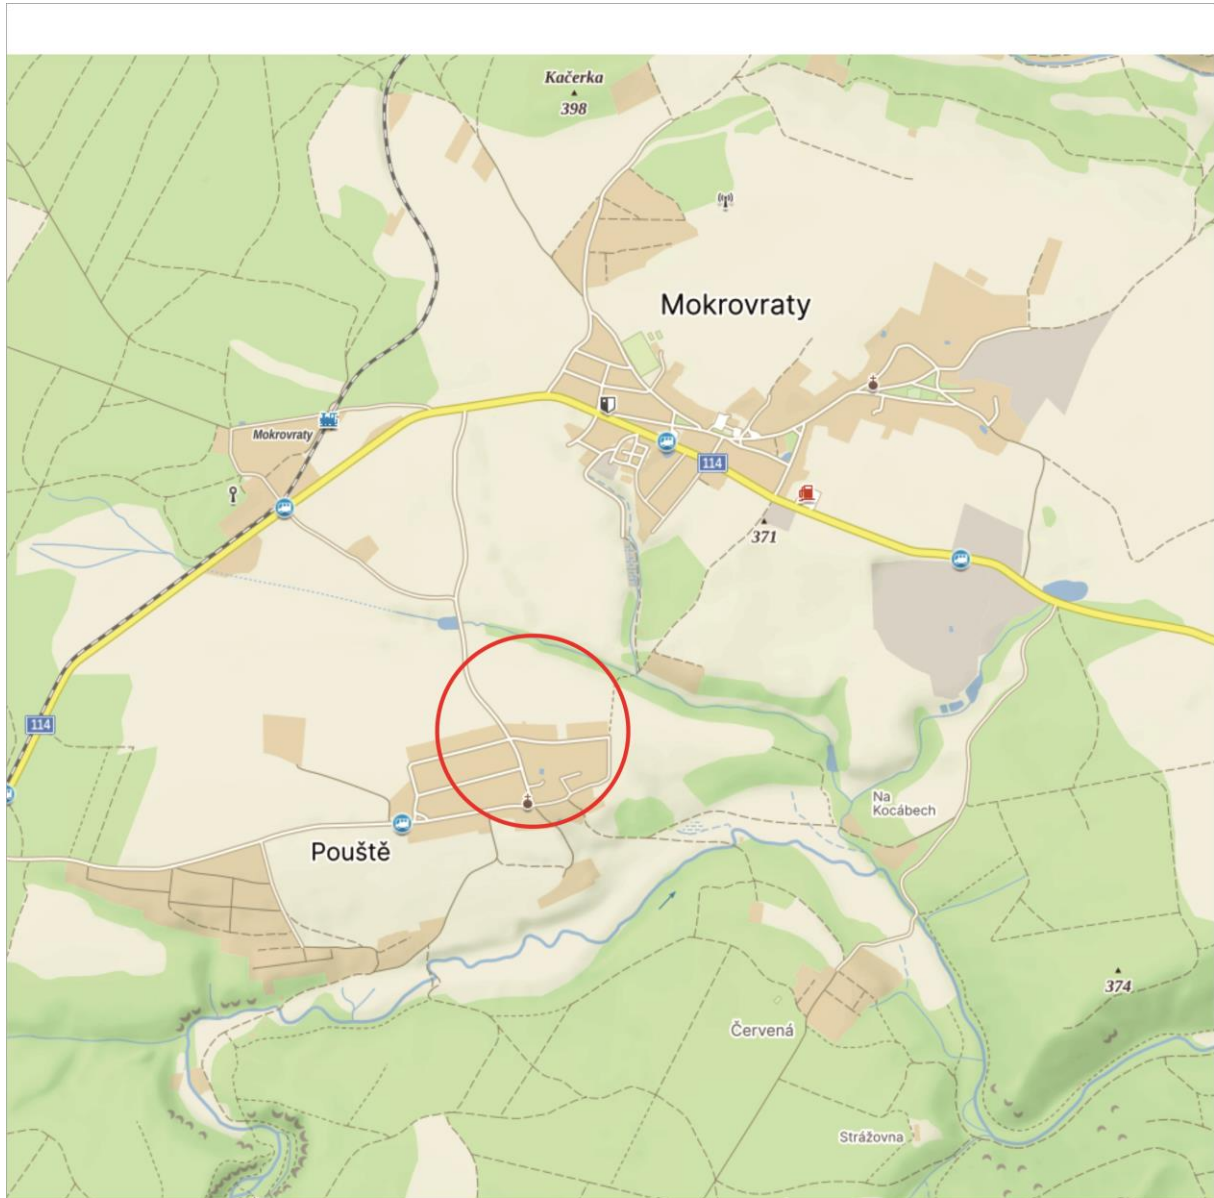 Kačerka
398
Mokrovraty
Mokrovraty
114
371
114
Na
Kocábech
Pouště
374
Červená
Strážovna